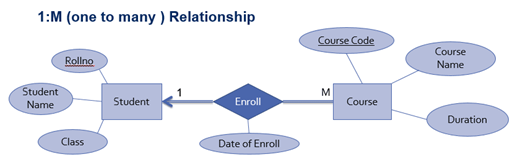 1:M (one to many ) Relationship
Rollno
Student
Name
Class
Student
1
Enroll
Date of Enroll
M
Course
Course Code
Course
Name
Duration